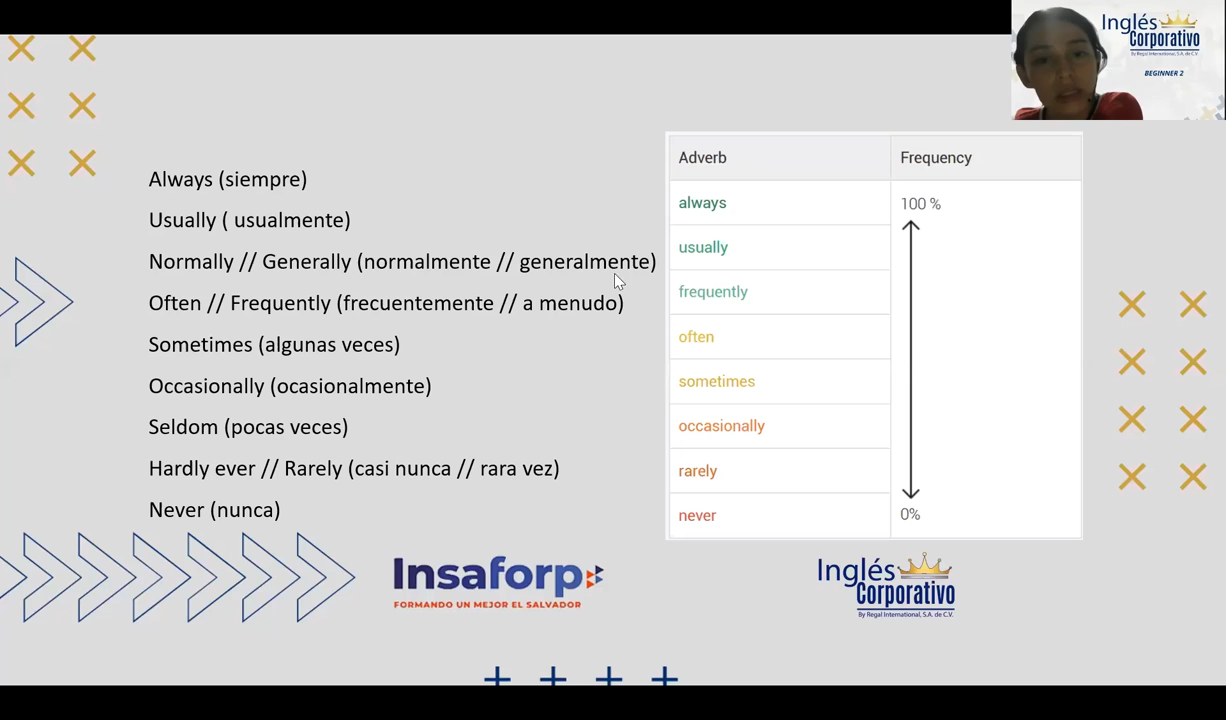 Inglés
Corporativo
By Regal International, S.A. de C.V.
BEGINNER 2
Always (siempre)
Usually ( usualmente)
Normally // Generally (normalmente // generalmente)
Often // Frequently (frecuentemente // a menudo)
Sometimes (algunas veces)
Occasionally (ocasionalmente)
Seldom (pocas veces)
Hardly ever // Rarely (casi nunca // rara vez)
Never (nunca)
Adverb Frequency
always 100 %
usually
frequently
often
sometimes
occasionally
rarely
never 0%
Insaforp
FORMANDO UN MEJOR EL SALVADOR
Inglés
Corporativo
By Regal International, S.A. de C.V.